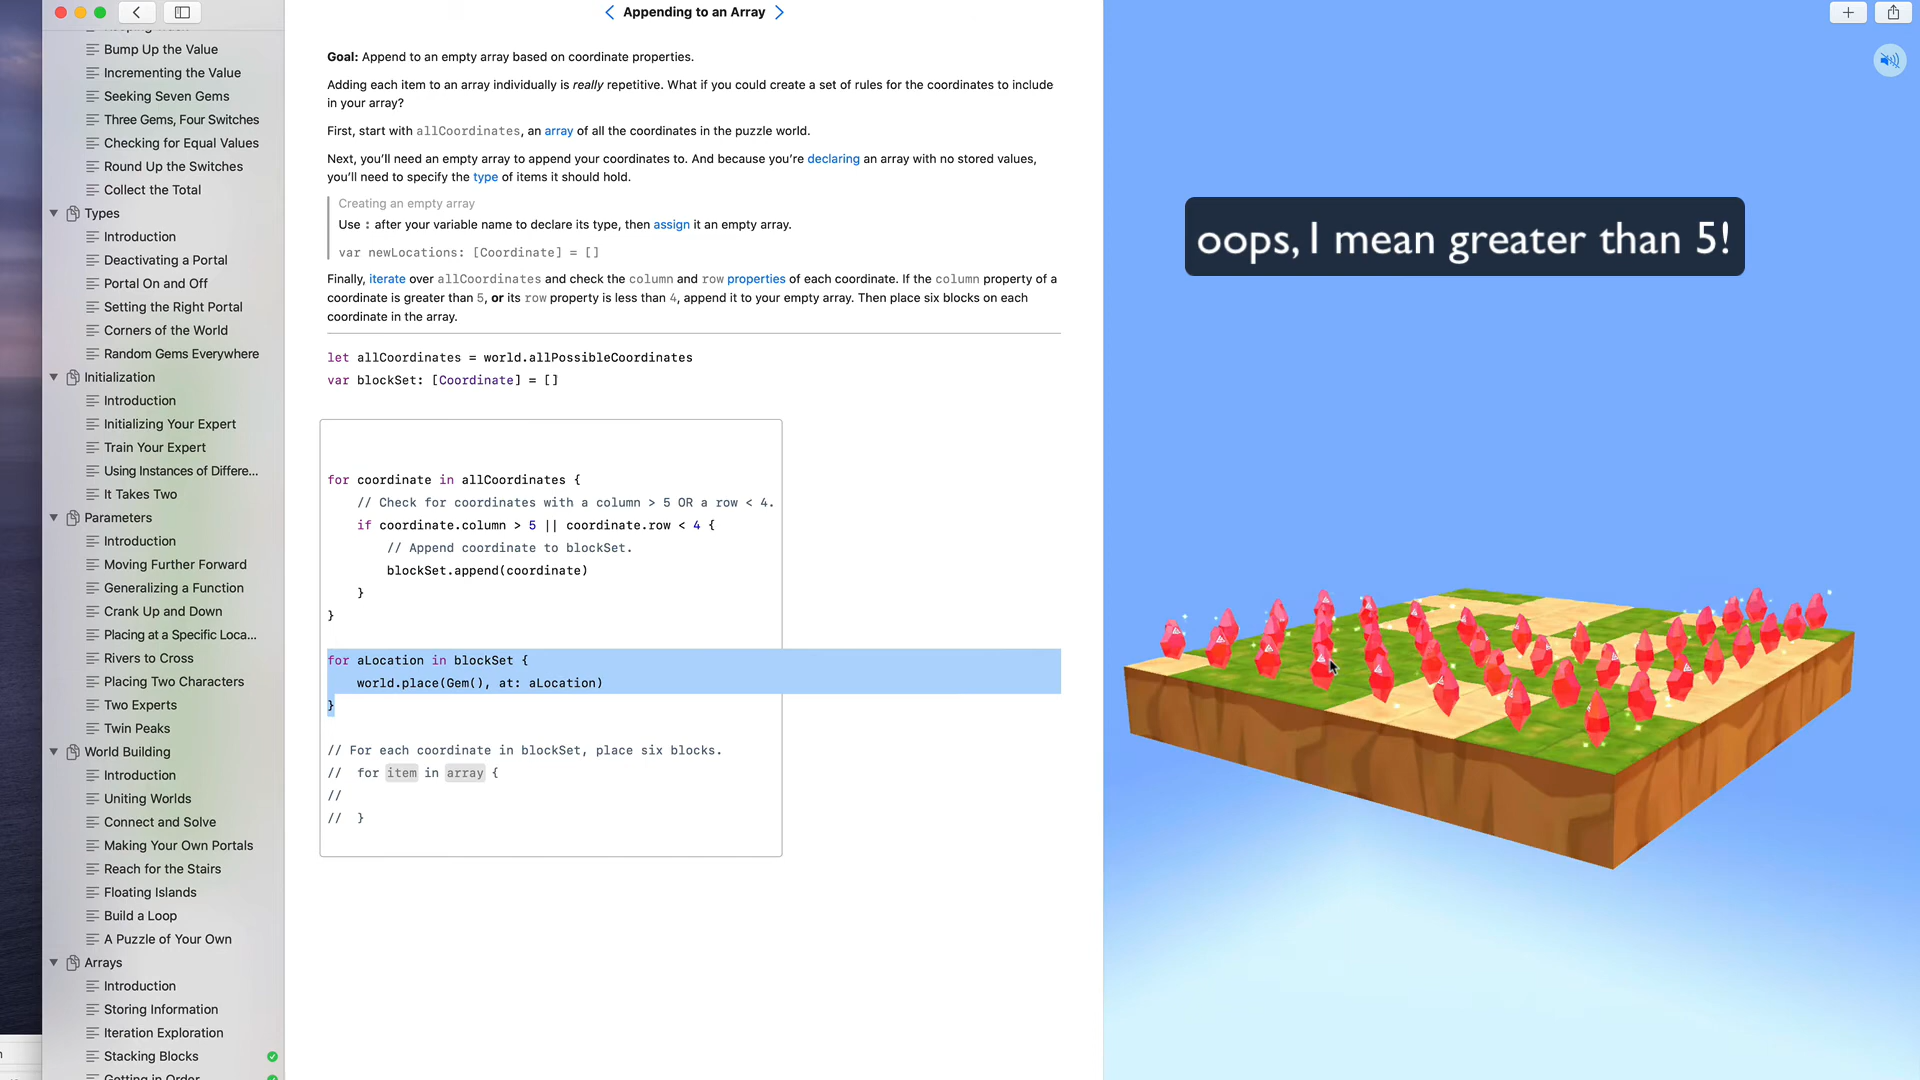 Appending to an Array
Bump Up the Value
Incrementing the Value
Seeking Seven Gems
Three Gems, Four Switches
Checking for Equal Values
Round Up the Switches
Collect the Total
Types
Introduction
Deactivating a Portal
Portal On and Off
Setting the Right Portal
Corners of the World
Random Gems Everywhere
Initialization
Introduction
Initializing Your Expert
Train Your Expert
Using Instances of Differe...
It Takes Two
Parameters
Introduction
Moving Further Forward
Generalizing a Function
Crank Up and Down
Placing at a Specific Loca...
Rivers to Cross
Placing Two Characters
Two Experts
Twin Peaks
World Building
Introduction
Uniting Worlds
Connect and Solve
Making Your Own Portals
Reach for the Stairs
Floating Islands
Build a Loop
A Puzzle of Your Own
Arrays
Introduction
Storing Information
Iteration Exploration
Stacking Blocks
Getting in Order
Goal: Append to an empty array based on coordinate properties.
Adding each item to an array individually is really repetitive. What if you could create a set of rules for the coordinates to include
in your array?
First, start with allCoordinates, an array of all the coordinates in the puzzle world.
Next, you'll need an empty array to append your coordinates to. And because you're declaring an array with no stored values,
you'll need to specify the type of items it should hold.
Creating an empty array
Use : after your variable name to declare its type, then assign it an empty array.
var newLocations: [Coordinate] = []
Finally, iterate over allCoordinates and check the column and row properties of each coordinate. If the column property of a
coordinate is greater than 5, or its row property is less than 4, append it to your empty array. Then place six blocks on each
coordinate in the array.
let allCoordinates = world.allPossibleCoordinates
var blockSet: [Coordinate] = []
for coordinate in allCoordinates {
// Check for coordinates with a column > 5 OR a row < 4.
if coordinate.column > 5 || coordinate.row < 4 {
// Append coordinate to blockSet.
blockSet.append(coordinate)
}
}
for aLocation in blockSet {
world.place(Gem(), at: aLocation)
}
// For each coordinate in blockSet, place six blocks.
// for item in array {
//
// }
oops, I mean greater than 5!